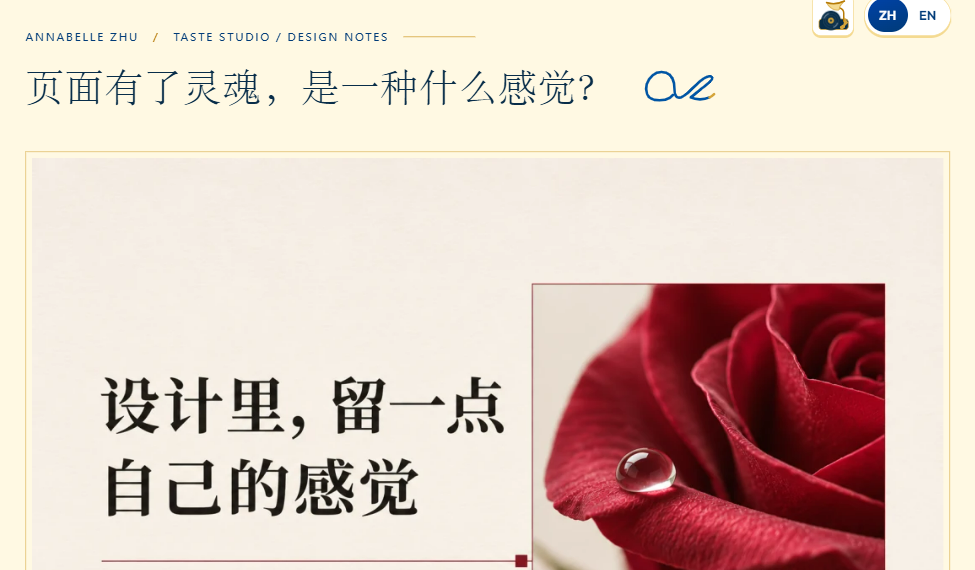 ANNABELLE ZHU / TASTE STUDIO / DESIGN NOTES
ZH EN
页面有了灵魂，是一种什么感觉？
设计里，留一点
自己的感觉